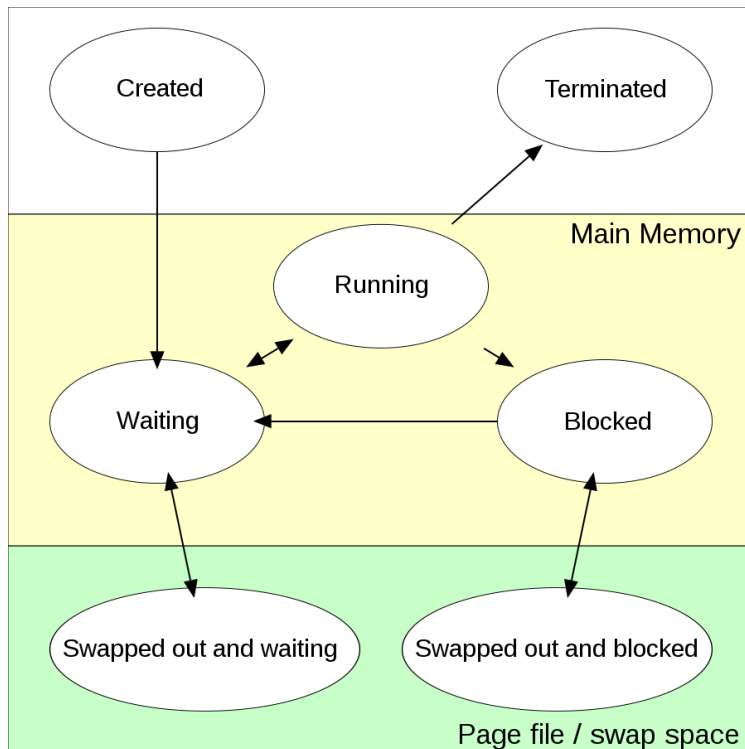 Created
Terminated
Main Memory
Running
Waiting
Blocked
Swapped out and waiting
Swapped out and blocked
Page file / swap space